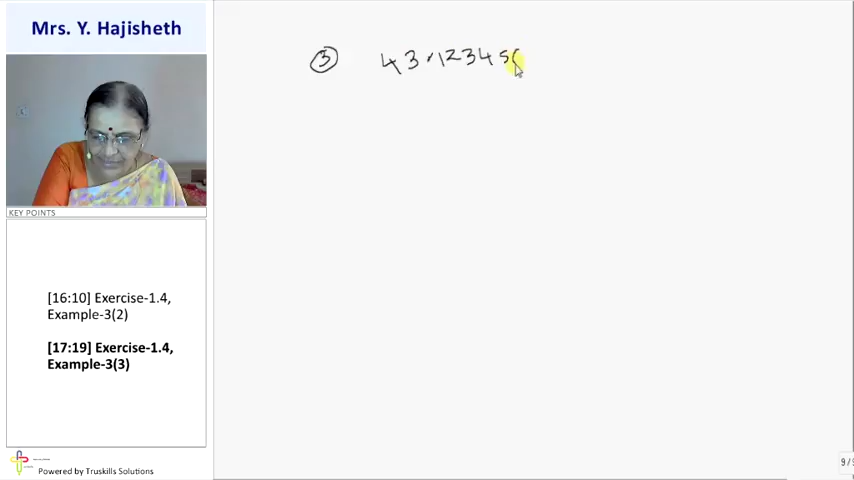 Mrs. Y. Hajisheth
KEY POINTS
[16:10] Exercise-1.4,
Example-3(2)
[17:19] Exercise-1.4,
Example-3(3)
Powered by Truskills Solutions
③ 43.12345
9/9